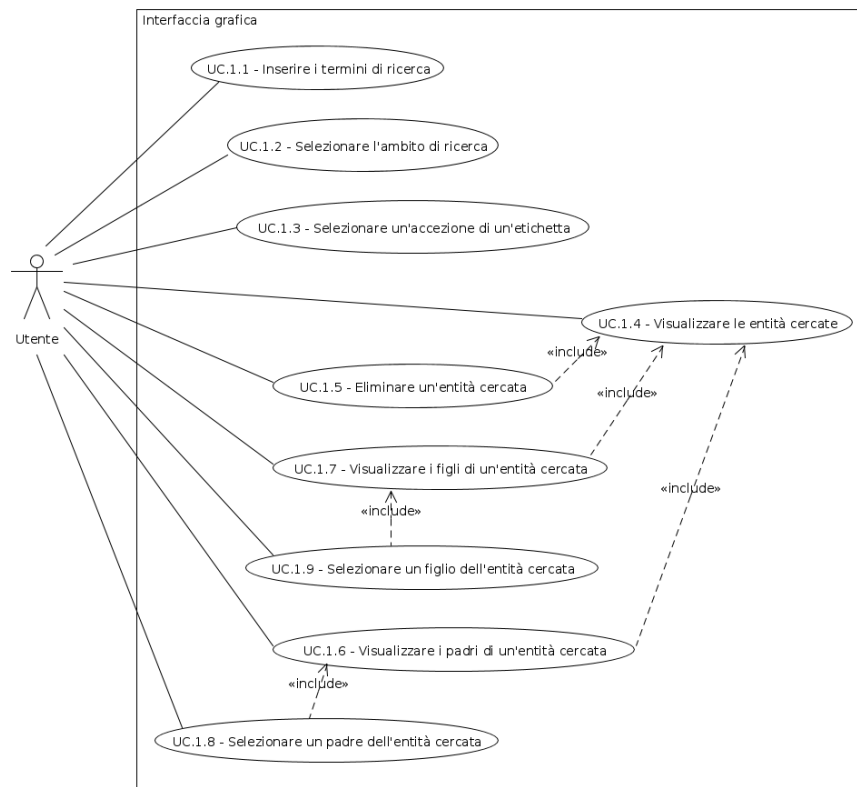 Interfaccia grafica
UC.1.1 - Inserire i termini di ricerca
UC.1.2 - Selezionare l'ambito di ricerca
UC.1.3 - Selezionare un'accezione di un'etichetta
Utente
UC.1.4 - Visualizzare le entità cercate
«include»
UC.1.5 - Eliminare un'entità cercata
«include»
UC.1.7 - Visualizzare i figli di un'entità cercata
«include»
«include»
UC.1.9 - Selezionare un figlio dell'entità cercata
UC.1.6 - Visualizzare i padri di un'entità cercata
«include»
UC.1.8 - Selezionare un padre dell'entità cercata